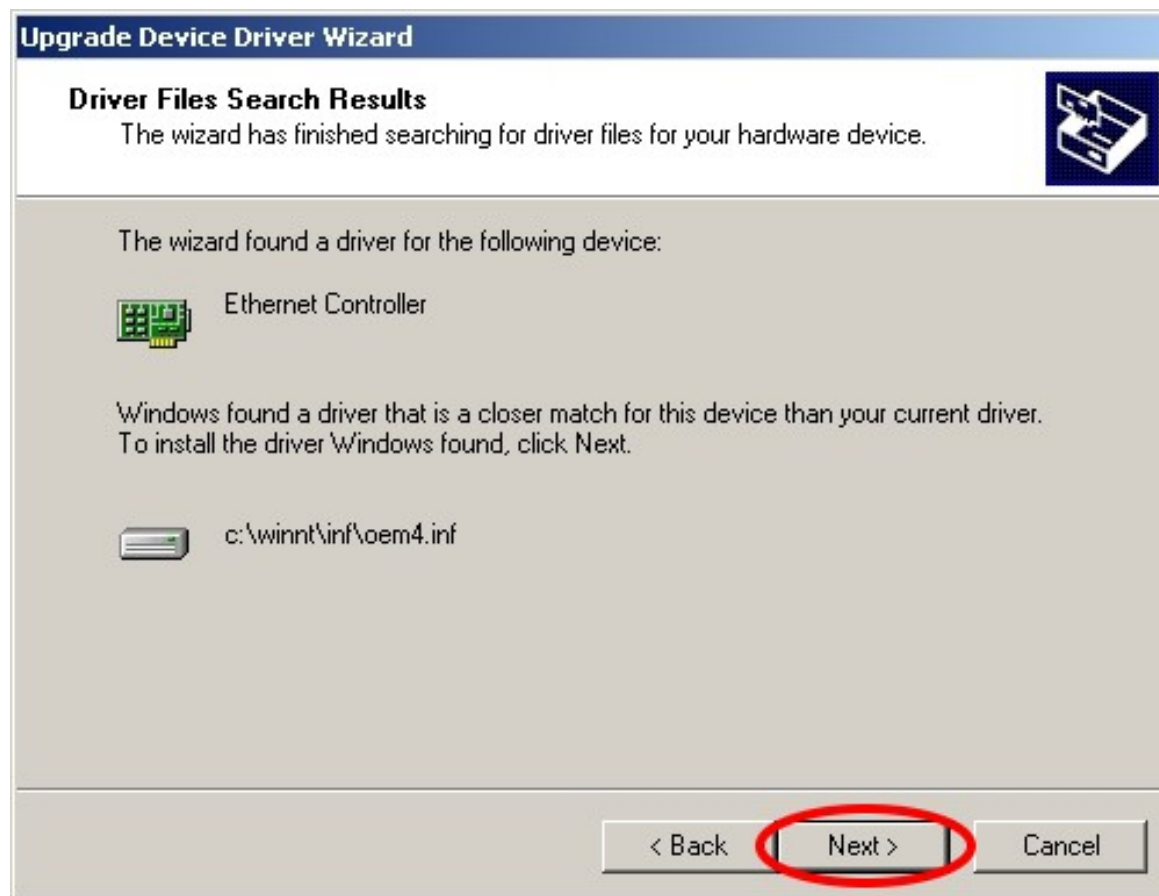 Upgrade Device Driver Wizard
Driver Files Search Results
The wizard has finished searching for driver files for your hardware device.
The wizard found a driver for the following device:
Ethernet Controller
Windows found a driver that is a closer match for this device than your current driver.
To install the driver Windows found, click Next.
c:\winnt\inf\oem4.inf
< Back Next > Cancel